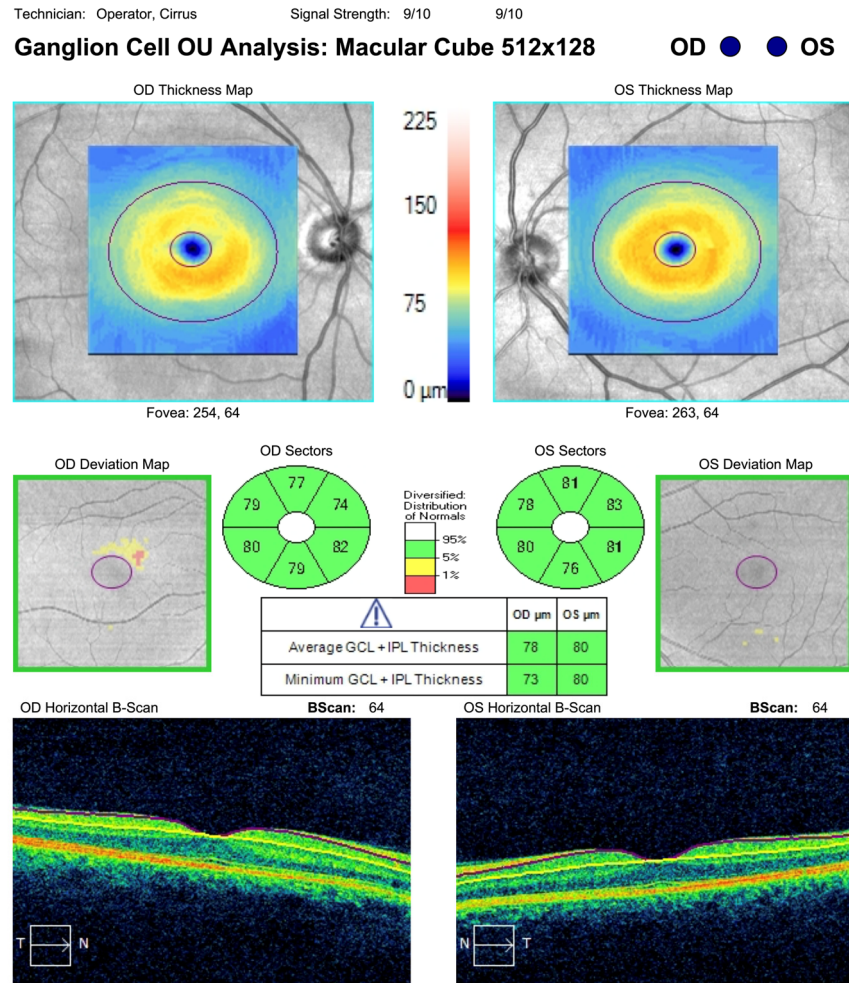 Technician: Operator, Cirrus Signal Strength: 9/10 9/10
Ganglion Cell OU Analysis: Macular Cube 512x128 OD OS
OD Thickness Map
OS Thickness Map
225
150
75
0 µm
Fovea: 254, 64
Fovea: 263, 64
OD Deviation Map
OD Sectors
OS Sectors
OS Deviation Map
77
79 74
80 82
79
Diversified:
Distribution
of Normals
95%
5%
1%
81
78 83
80 81
76
OD µm OS µm
Average GCL + IPL Thickness 78 80
Minimum GCL + IPL Thickness 73 80
OD Horizontal B-Scan BScan: 64
OS Horizontal B-Scan BScan: 64
T N
N T